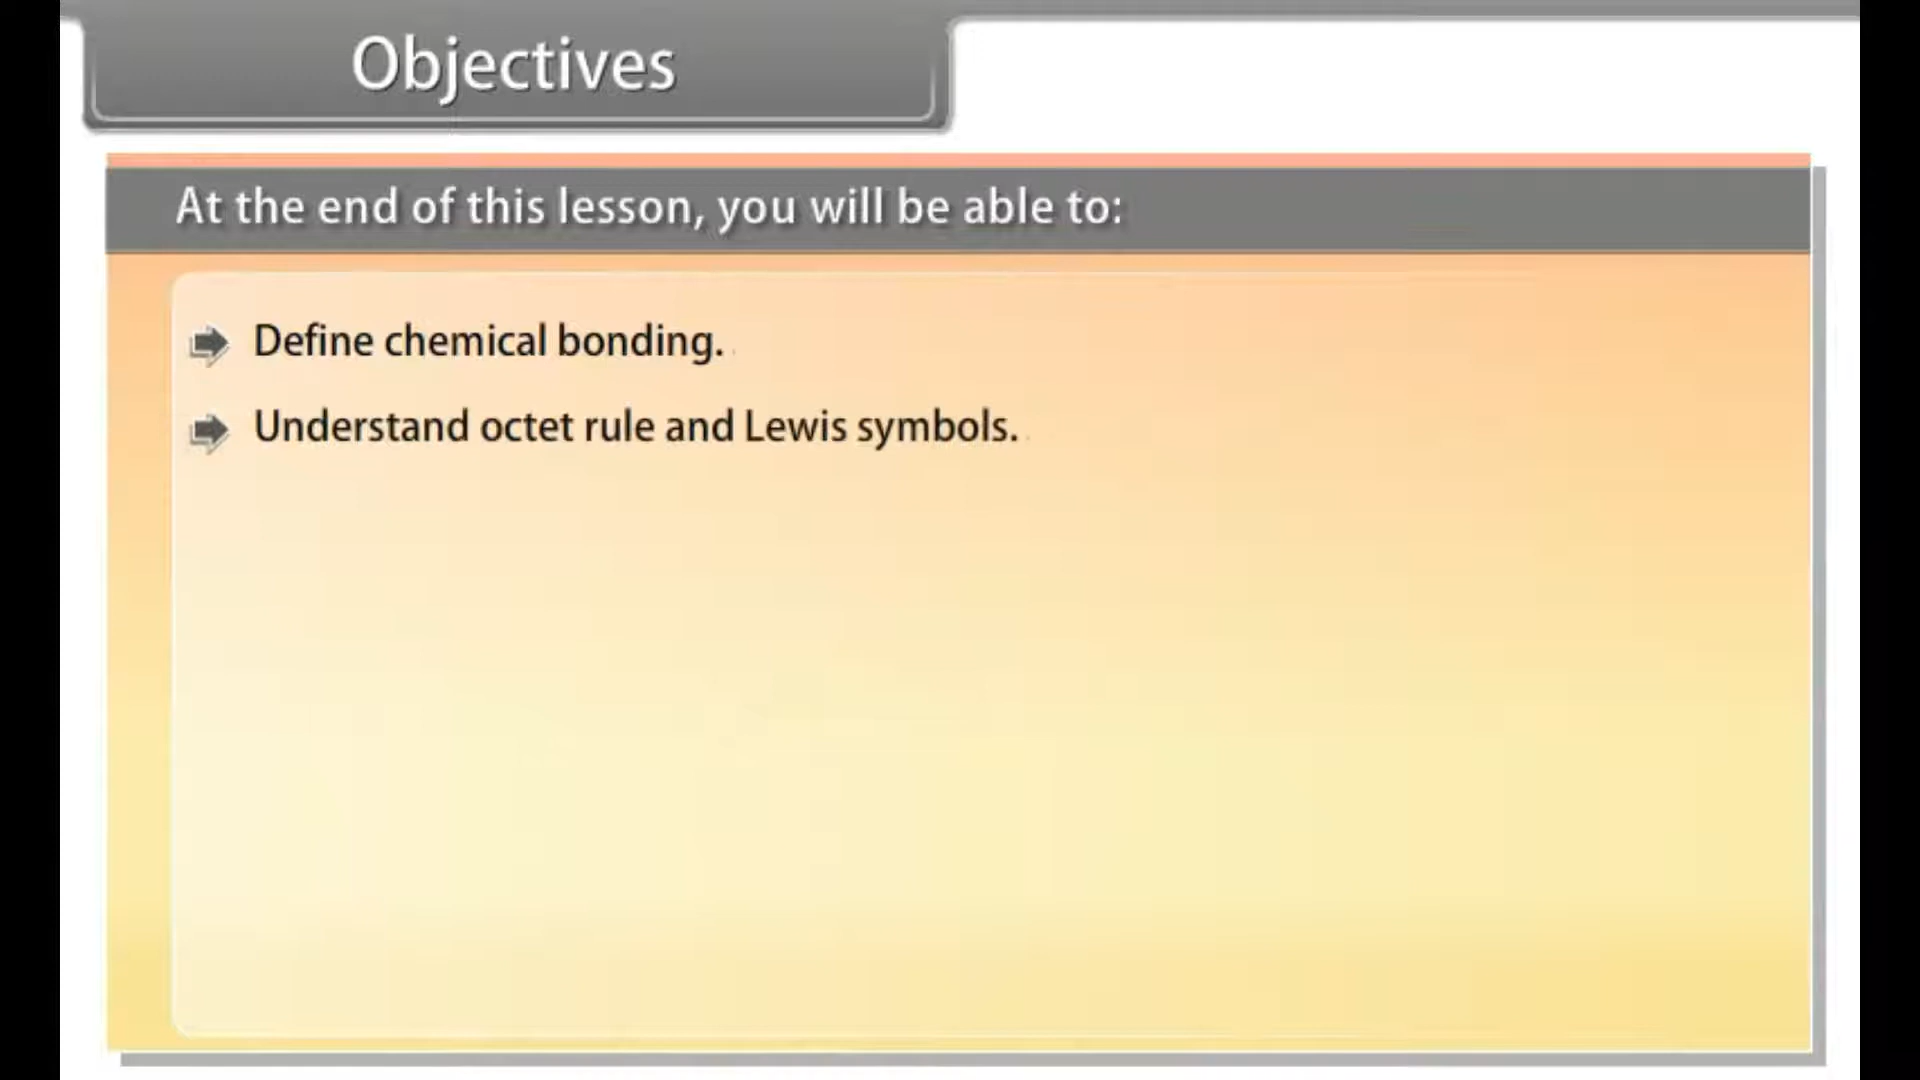 Objectives
At the end of this lesson, you will be able to:
Define chemical bonding.
Understand octet rule and Lewis symbols.